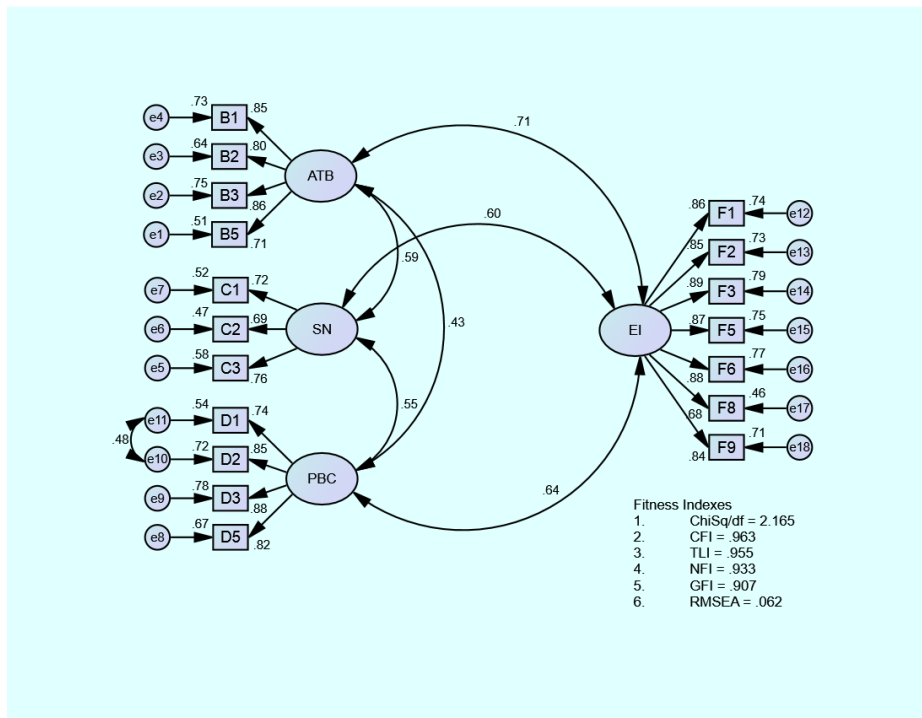 .73
.85
e4
B1
.64
.80
e3
B2
ATB
.75
e2
B3
.86
.51
e1
B5
.71
.71
.60
.59
.52
.72
e7
C1
.47
.69
e6
C2
SN
.58
e5
C3
.76
.43
.55
.54
.74
e11
D1
.48
.72
.85
e10
D2
PBC
.78
e9
D3
.88
.67
e8
D5
.82
.64
EI
.86
.74
F1
e12
.85
.73
F2
e13
.89
.79
F3
e14
.87
.75
F5
e15
.77
F6
e16
.88
.46
F8
e17
.68
.71
F9
e18
.84
Fitness Indexes
1. ChiSq/df = 2.165
2. CFI = .963
3. TLI = .955
4. NFI = .933
5. GFI = .907
6. RMSEA = .062